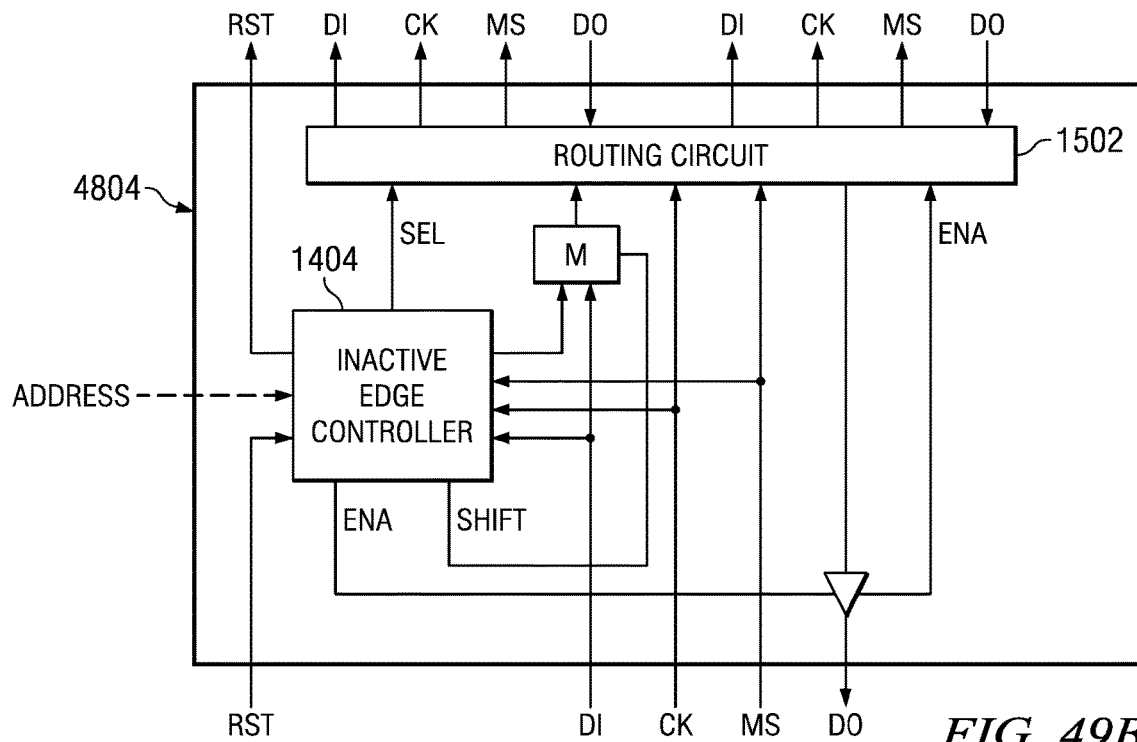 RST DI CK MS DO DI CK MS DO
ROUTING CIRCUIT
1502
4804
SEL
M
ENA
1404
INACTIVE
EDGE
CONTROLLER
ADDRESS
ENA SHIFT
RST DI CK MS DO